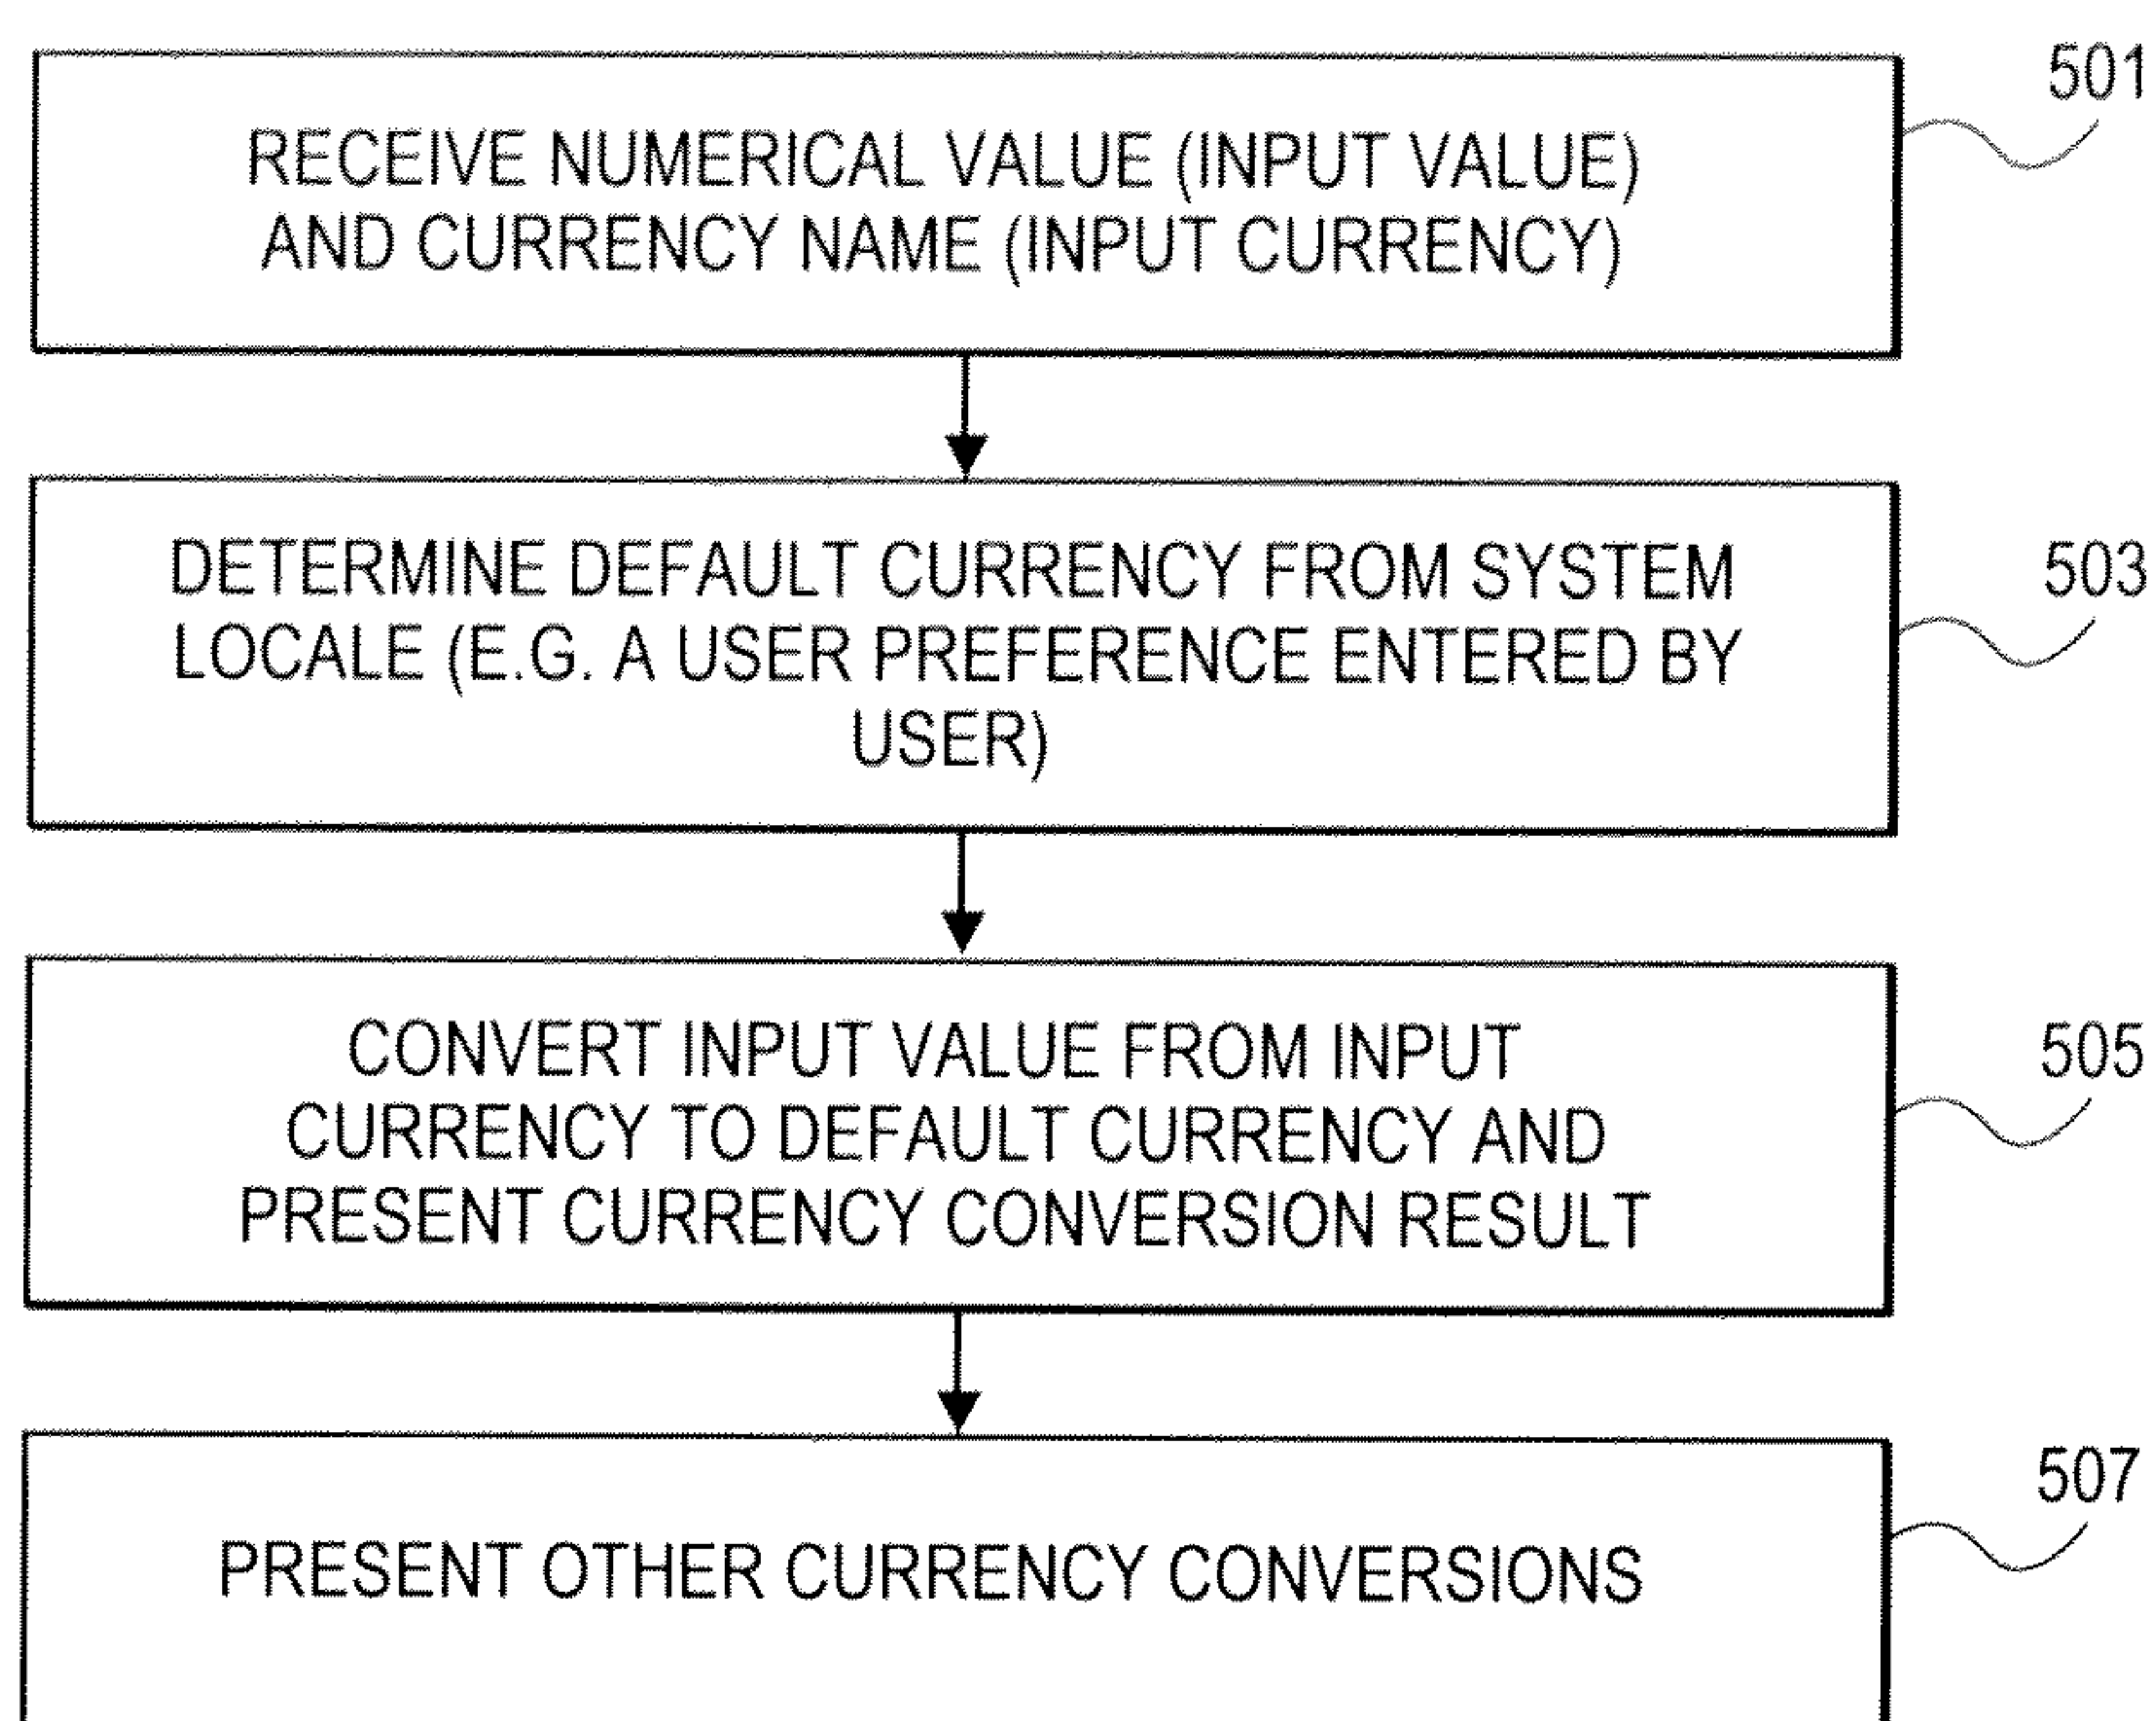 501
RECEIVE NUMERICAL VALUE (INPUT VALUE)
AND CURRENCY NAME (INPUT CURRENCY)
503
DETERMINE DEFAULT CURRENCY FROM SYSTEM
LOCALE (E.G. A USER PREFERENCE ENTERED BY
USER)
505
CONVERT INPUT VALUE FROM INPUT
CURRENCY TO DEFAULT CURRENCY AND
PRESENT CURRENCY CONVERSION RESULT
507
PRESENT OTHER CURRENCY CONVERSIONS